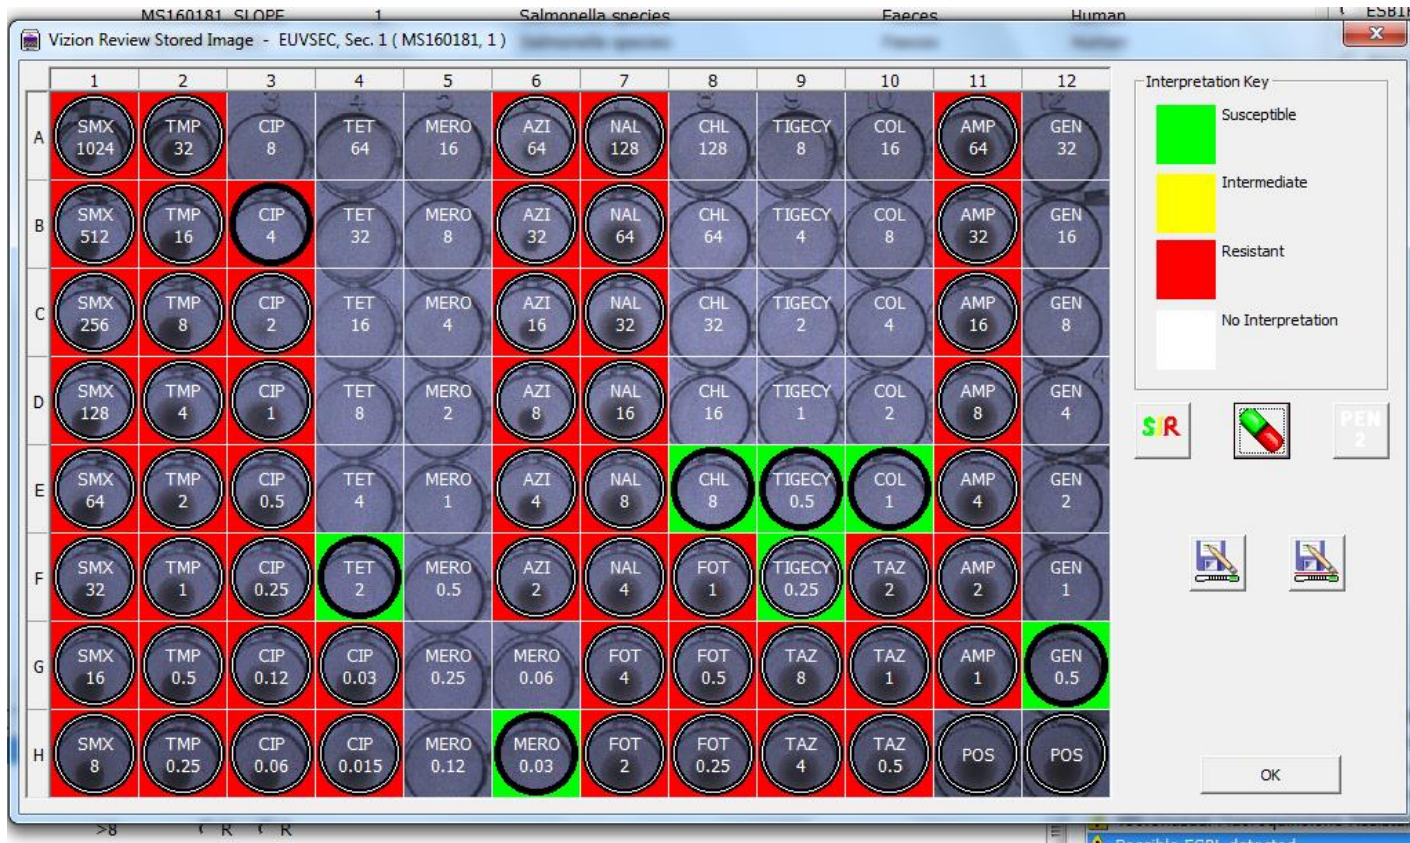 MS160181 SLOPE 1 Salmonella species Faeces Human
Vizion Review Stored Image - EUVSEC, Sec. 1 ( MS160181, 1 )
1 2 3 4 5 6 7 8 9 10 11 12
A
SMX TMP CIP TET MERO AZI NAL CHL TIGECY COL AMP GEN
1024 32 8 64 16 64 128 128 8 16 64 32
B
SMX TMP CIP TET MERO AZI NAL CHL TIGECY COL AMP GEN
512 16 4 32 8 32 64 64 4 8 32 16
C
SMX TMP CIP TET MERO AZI NAL CHL TIGECY COL AMP GEN
256 8 2 16 4 16 32 32 2 4 16 8
D
SMX TMP CIP TET MERO AZI NAL CHL TIGECY COL AMP GEN
128 4 1 8 2 8 16 16 1 2 8 4
E
SMX TMP CIP TET MERO AZI NAL CHL TIGECY COL AMP GEN
64 2 0.5 4 1 4 8 8 0.5 1 4 2
F
SMX TMP CIP TET MERO AZI NAL FOT TIGECY TAZ AMP GEN
32 1 0.25 2 0.5 2 4 1 0.25 2 2 1
G
SMX TMP CIP CIP MERO MERO FOT FOT TAZ TAZ AMP GEN
16 0.5 0.12 0.03 0.25 0.06 4 0.5 8 1 1 0.5
H
SMX TMP CIP CIP MERO MERO FOT FOT TAZ TAZ POS POS
8 0.25 0.06 0.015 0.12 0.03 2 0.25 4 0.5
Interpretation Key
Susceptible
Intermediate
Resistant
No Interpretation
SIR
PEN
2
OK
>8 R R